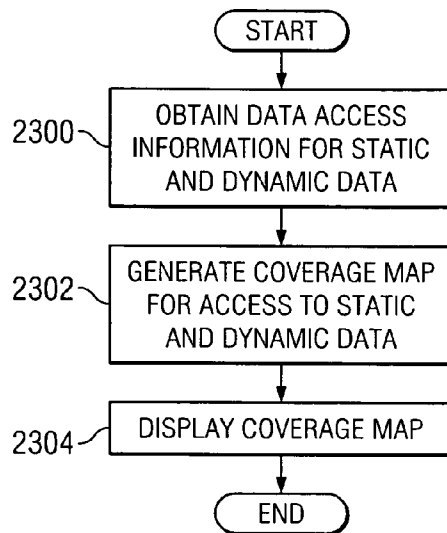 START
2300
OBTAIN DATA ACCESS
INFORMATION FOR STATIC
AND DYNAMIC DATA
2302
GENERATE COVERAGE MAP
FOR ACCESS TO STATIC
AND DYNAMIC DATA
2304
DISPLAY COVERAGE MAP
END